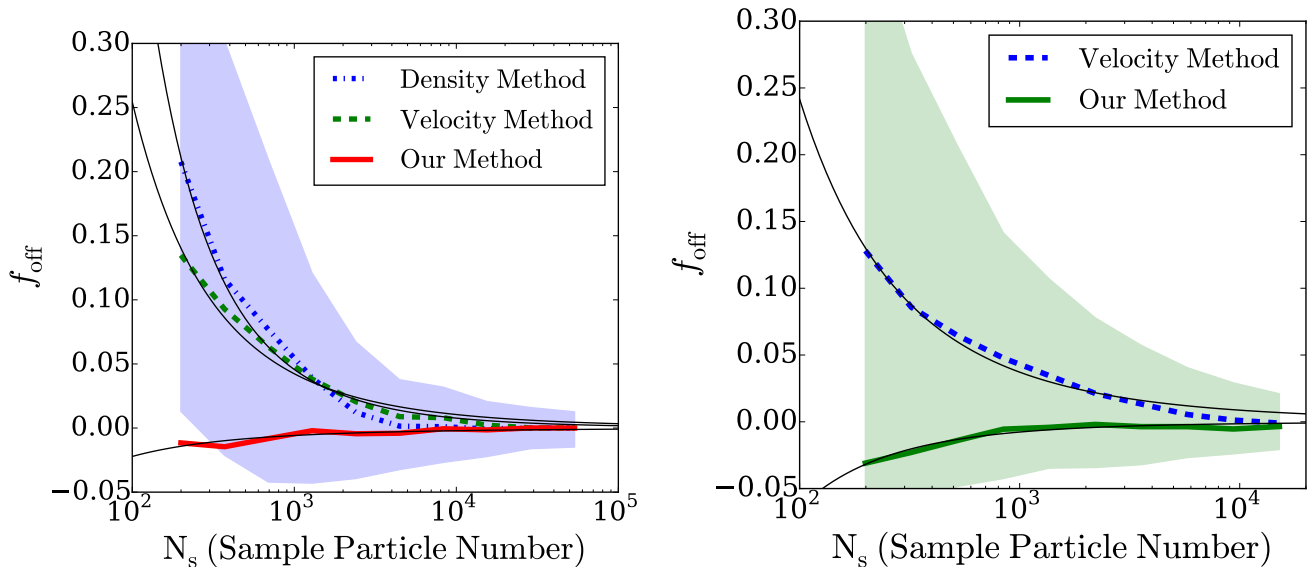 0.30
0.25
0.20
0.15
0.10
0.05
0.00
−0.05
f_off
10^2
10^3
10^4
10^5
N_s (Sample Particle Number)
Density Method
Velocity Method
Our Method
0.30
0.25
0.20
0.15
0.10
0.05
0.00
−0.05
f_off
10^2
10^3
10^4
N_s (Sample Particle Number)
Velocity Method
Our Method